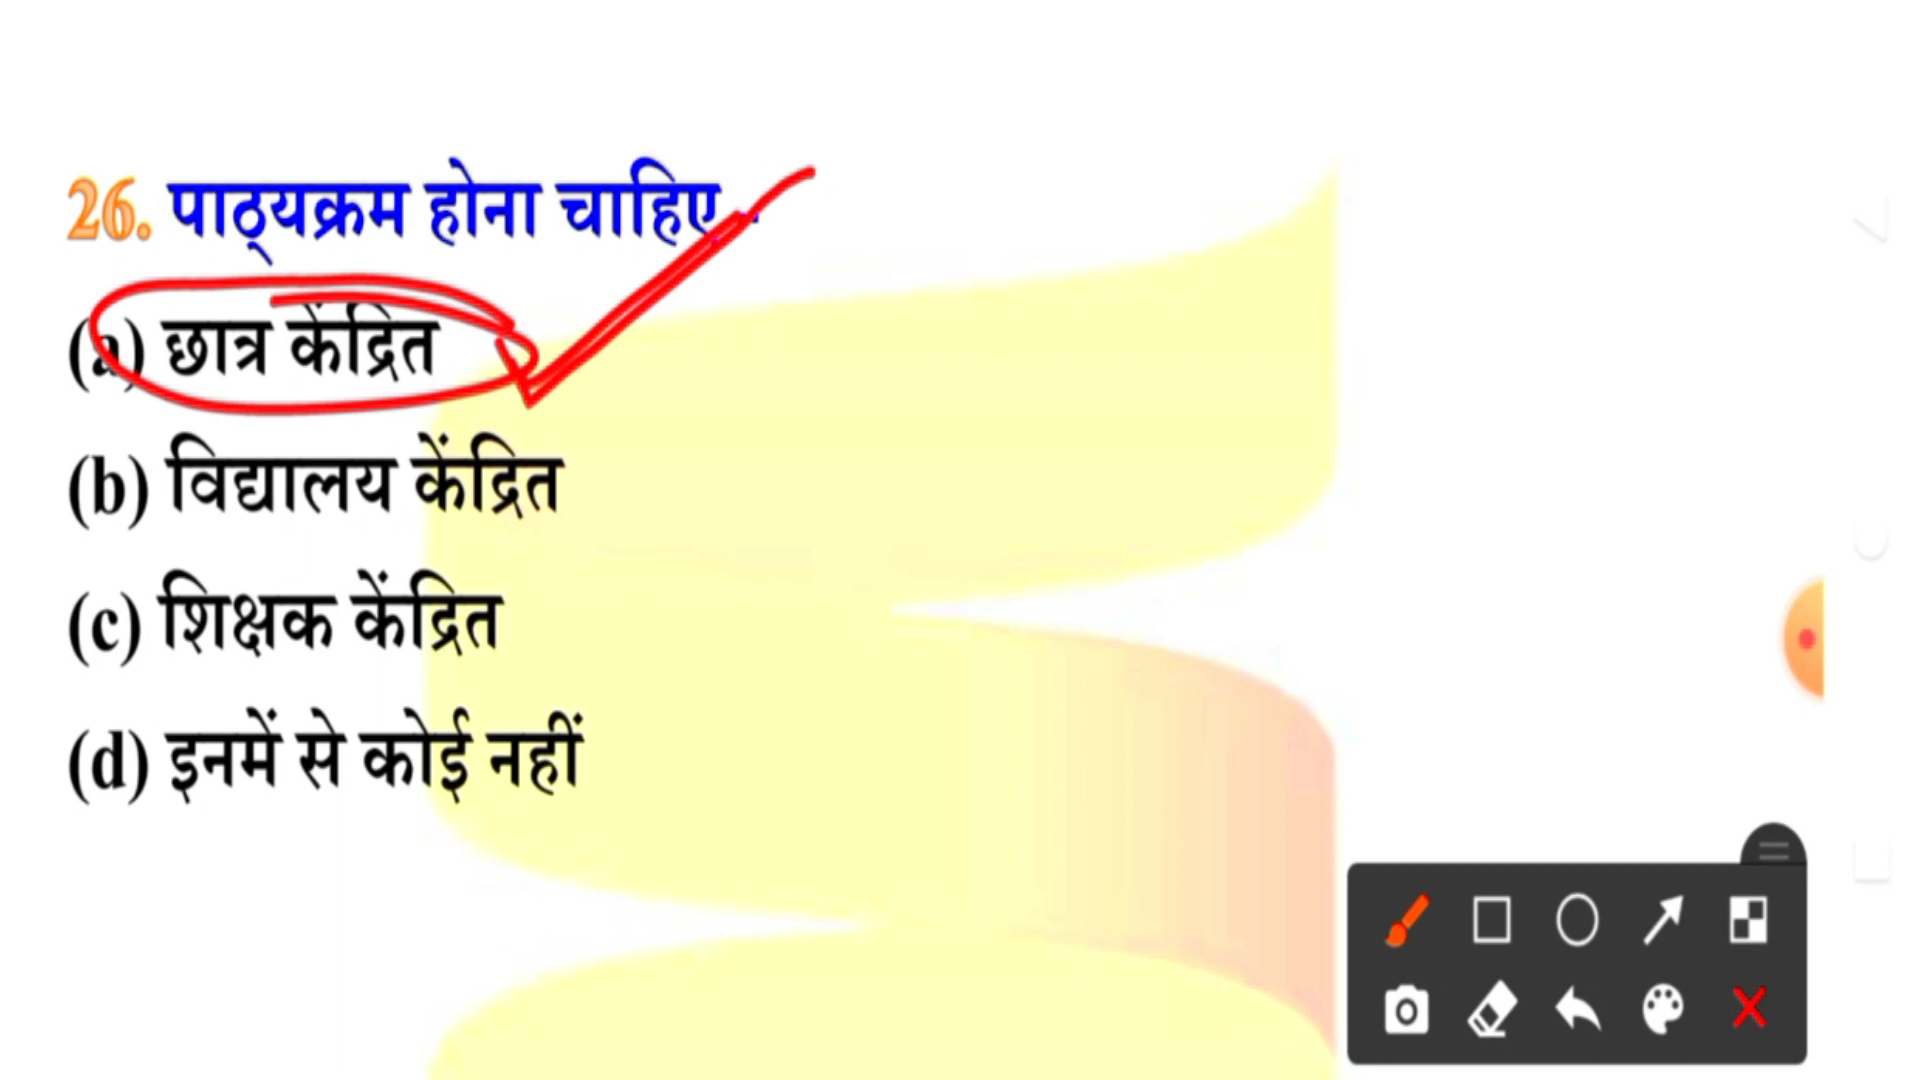 26. पाठ्यक्रम होना चाहिए -
(a) छात्र केंद्रित
(b) विद्यालय केंद्रित
(c) शिक्षक केंद्रित
(d) इनमें से कोई नहीं